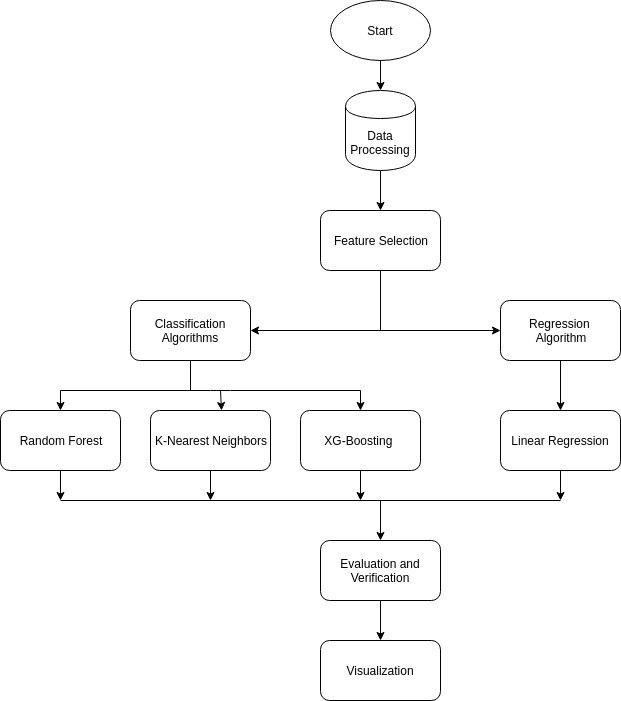 Start
Data
Processing
Feature Selection
Classification
Algorithms
Regression
Algorithm
Random Forest
K-Nearest Neighbors
XG-Boosting
Linear Regression
Evaluation and
Verification
Visualization